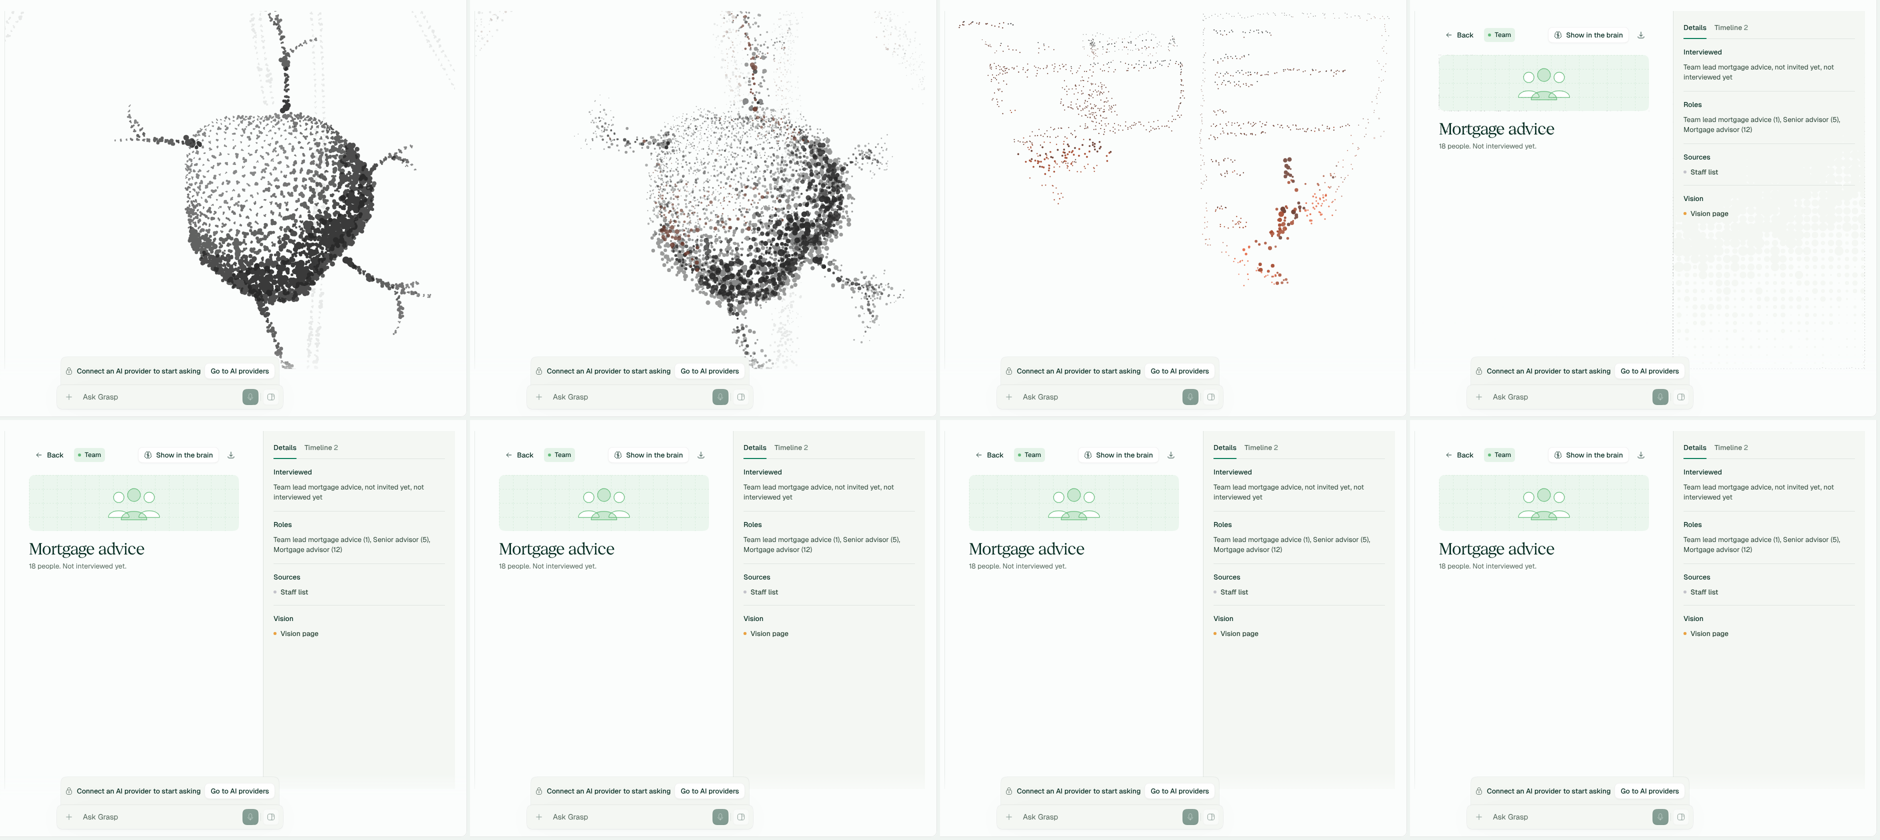 Connect an AI provider to start asking Go to AI providers
Ask Grasp
Connect an AI provider to start asking Go to AI providers
Ask Grasp
Connect an AI provider to start asking Go to AI providers
Ask Grasp
Back Team Show in the brain
Mortgage advice
18 people. Not interviewed yet.
Details Timeline 2
Interviewed
Team lead mortgage advice, not invited yet, not
interviewed yet
Roles
Team lead mortgage advice (1), Senior advisor (5),
Mortgage advisor (12)
Sources
Staff list
Vision
Vision page
Connect an AI provider to start asking Go to AI providers
Ask Grasp
Back Team Show in the brain
Mortgage advice
18 people. Not interviewed yet.
Details Timeline 2
Interviewed
Team lead mortgage advice, not invited yet, not
interviewed yet
Roles
Team lead mortgage advice (1), Senior advisor (5),
Mortgage advisor (12)
Sources
Staff list
Vision
Vision page
Connect an AI provider to start asking Go to AI providers
Ask Grasp
Back Team Show in the brain
Mortgage advice
18 people. Not interviewed yet.
Details Timeline 2
Interviewed
Team lead mortgage advice, not invited yet, not
interviewed yet
Roles
Team lead mortgage advice (1), Senior advisor (5),
Mortgage advisor (12)
Sources
Staff list
Vision
Vision page
Connect an AI provider to start asking Go to AI providers
Ask Grasp
Back Team Show in the brain
Mortgage advice
18 people. Not interviewed yet.
Details Timeline 2
Interviewed
Team lead mortgage advice, not invited yet, not
interviewed yet
Roles
Team lead mortgage advice (1), Senior advisor (5),
Mortgage advisor (12)
Sources
Staff list
Vision
Vision page
Connect an AI provider to start asking Go to AI providers
Ask Grasp
Back Team Show in the brain
Mortgage advice
18 people. Not interviewed yet.
Details Timeline 2
Interviewed
Team lead mortgage advice, not invited yet, not
interviewed yet
Roles
Team lead mortgage advice (1), Senior advisor (5),
Mortgage advisor (12)
Sources
Staff list
Vision
Vision page
Connect an AI provider to start asking Go to AI providers
Ask Grasp